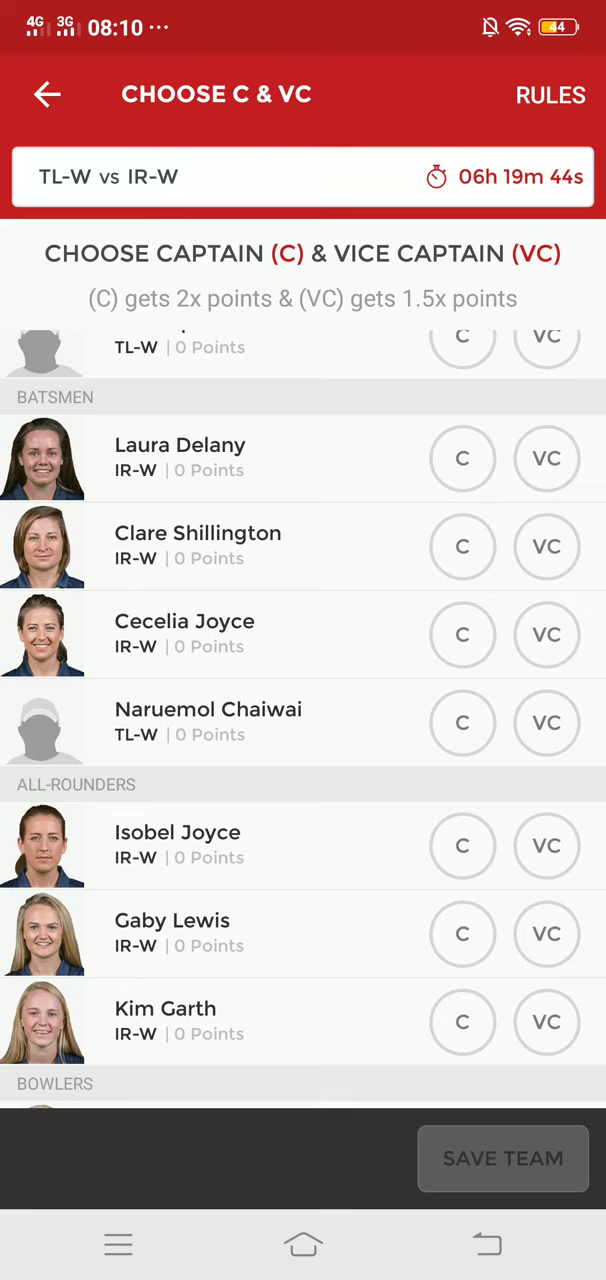 4G 3G 08:10 ... 44
CHOOSE C & VC RULES
TL-W vs IR-W 06h 19m 44s
CHOOSE CAPTAIN (C) & VICE CAPTAIN (VC)
(C) gets 2x points & (VC) gets 1.5x points
TL-W | 0 Points C VC
BATSMEN
Laura Delany
IR-W | 0 Points C VC
Clare Shillington
IR-W | 0 Points C VC
Cecelia Joyce
IR-W | 0 Points C VC
Naruemol Chaiwai
TL-W | 0 Points C VC
ALL-ROUNDERS
Isobel Joyce
IR-W | 0 Points C VC
Gaby Lewis
IR-W | 0 Points C VC
Kim Garth
IR-W | 0 Points C VC
BOWLERS
SAVE TEAM